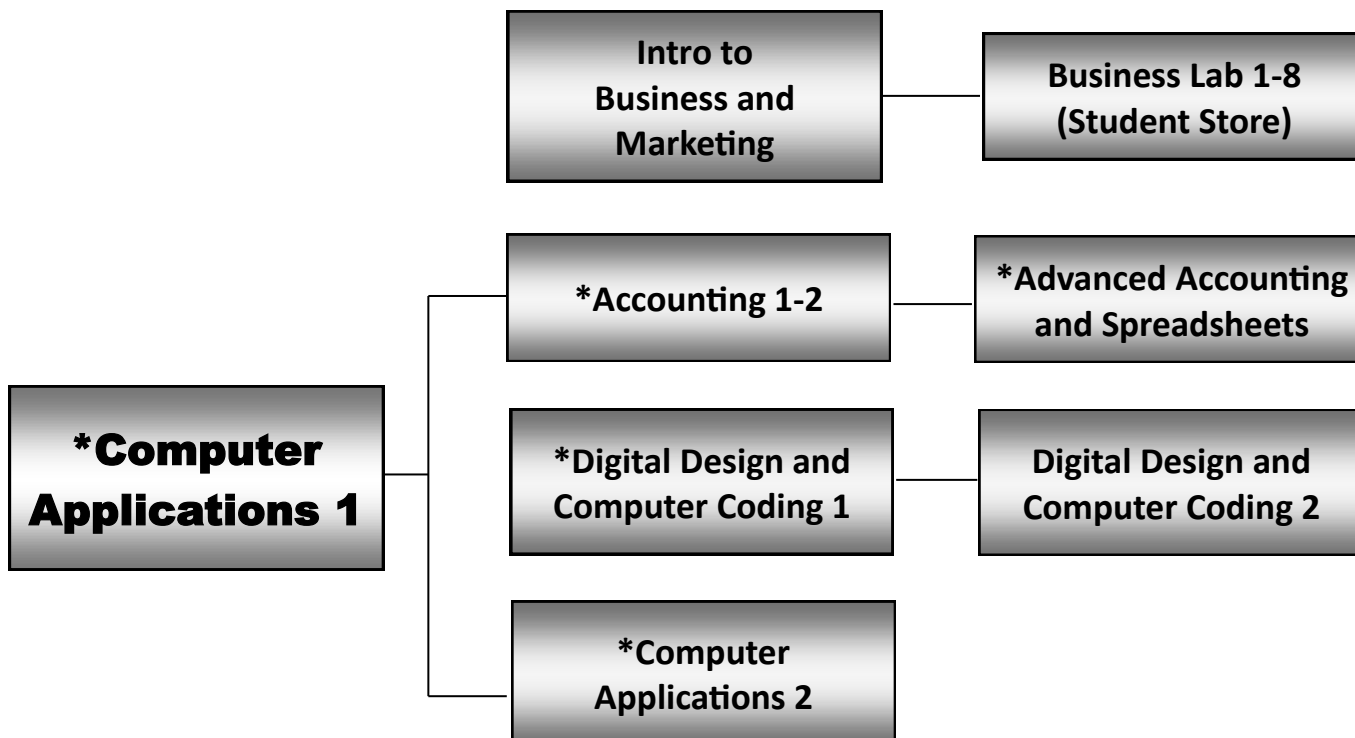 Intro to
Business and
Marketing
Business Lab 1-8
(Student Store)
*Accounting 1-2
*Advanced Accounting
and Spreadsheets
*Computer
Applications 1
*Digital Design and
Computer Coding 1
Digital Design and
Computer Coding 2
*Computer
Applications 2